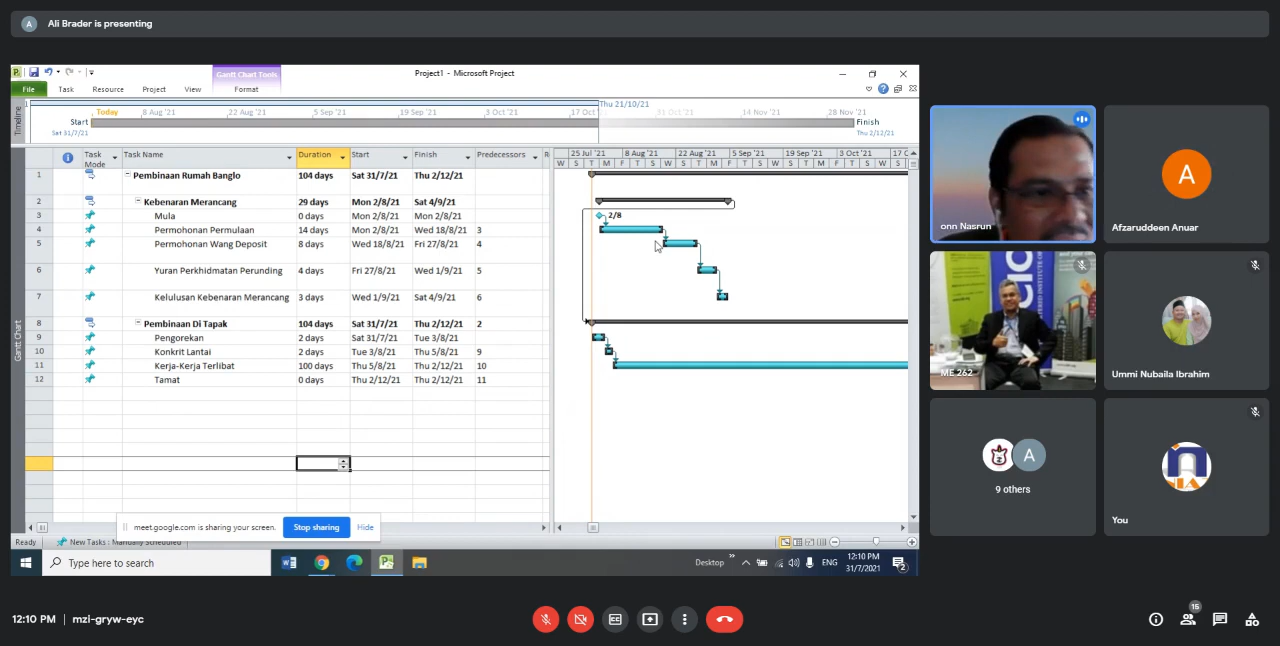 A Ali Brader is presenting
Gantt Chart Tools
Project1 - Microsoft Project
File Task Resource Project View Format
Timeline
Thu 21/10/21
Today 8 Aug '21 22 Aug '21 5 Sep '21 19 Sep '21 3 Oct '21 17 Oct 31 Oct '21 14 Nov '21 28 Nov '21
Start Finish
Sat 31/7/21 Thu 2/12/21
Task Mode Task Name Duration Start Finish Predecessors R
25 Jul '21 8 Aug '21 22 Aug '21 5 Sep '21 19 Sep '21 3 Oct '21 17 O
W S T M F T S W S T M F T S W S T M F T S W S T M F T S W S
1 Pembinaan Rumah Banglo 104 days Sat 31/7/21 Thu 2/12/21
2 Kebenaran Merancang 29 days Mon 2/8/21 Sat 4/9/21
3 Mula 0 days Mon 2/8/21 Mon 2/8/21 2/8
4 Permohonan Permulaan 14 days Mon 2/8/21 Wed 18/8/21 3
5 Permohonan Wang Deposit 8 days Wed 18/8/21 Fri 27/8/21 4
6 Yuran Perkhidmatan Perunding 4 days Fri 27/8/21 Wed 1/9/21 5
7 Kelulusan Kebenaran Merancang 3 days Wed 1/9/21 Sat 4/9/21 6
8 Pembinaan Di Tapak 104 days Sat 31/7/21 Thu 2/12/21 2
9 Pengorekan 2 days Sat 31/7/21 Tue 3/8/21
10 Konkrit Lantai 2 days Tue 3/8/21 Thu 5/8/21 9
11 Kerja-Kerja Terlibat 100 days Thu 5/8/21 Thu 2/12/21 10
12 Tamat 0 days Thu 2/12/21 Thu 2/12/21 11
Gantt Chart
meet.google.com is sharing your screen. Stop sharing Hide
Ready New Tasks : Manually Scheduled
Type here to search
Desktop ENG
12:10 PM
31/7/2021
2
onn Nasrun
A
Afzaruddeen Anuar
ME 262
Ummi Nubaila Ibrahim
A
9 others
You
12:10 PM | mzi-gryw-eyc
15